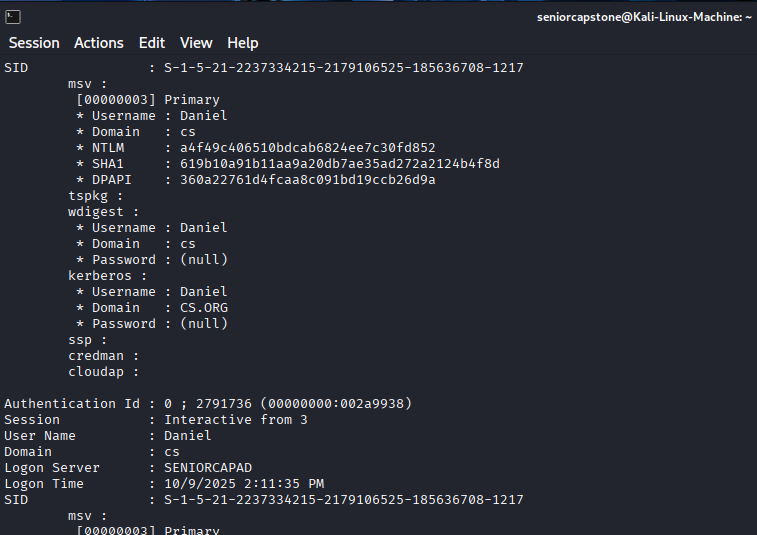 seniorcapstone@Kali-Linux-Machine: ~
Session Actions Edit View Help
SID : S-1-5-21-2237334215-2179106525-185636708-1217
msv :
[00000003] Primary
* Username : Daniel
* Domain : cs
* NTLM : a4f49c406510bdcab6824ee7c30fd852
* SHA1 : 619b10a91b11aa9a20db7ae35ad272a2124b4f8d
* DPAPI : 360a22761d4fcaa8c091bd19ccb26d9a
tspkg :
wdigest :
* Username : Daniel
* Domain : cs
* Password : (null)
kerberos :
* Username : Daniel
* Domain : CS.ORG
* Password : (null)
ssp :
credman :
cloudap :
Authentication Id : 0 ; 2791736 (00000000:002a9938)
Session : Interactive from 3
User Name : Daniel
Domain : cs
Logon Server : SENIORCAPAD
Logon Time : 10/9/2025 2:11:35 PM
SID : S-1-5-21-2237334215-2179106525-185636708-1217
msv :
[00000003] Primary